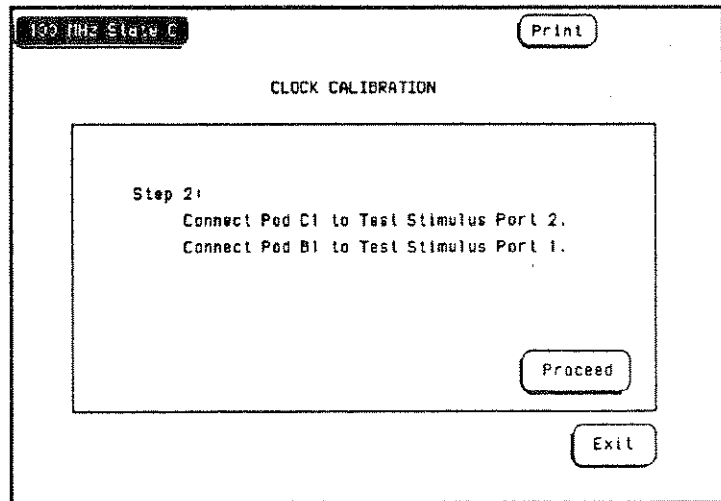 100 MHz State C
Print
CLOCK CALIBRATION
Step 2:
Connect Pod C1 to Test Stimulus Port 2.
Connect Pod B1 to Test Stimulus Port 1.
Proceed
Exit